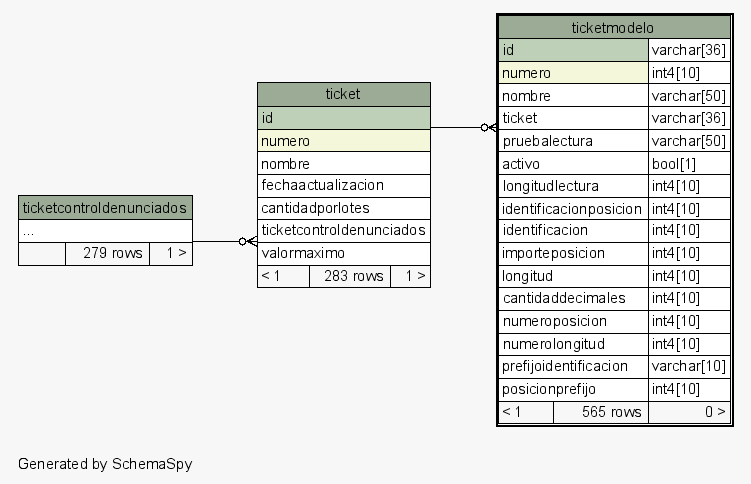 ticketcontroldenunciados
...
279 rows 1 >
ticket
id
numero
nombre
fechaactualizacion
cantidadporlotes
ticketcontroldenunciados
valormaximo
< 1 283 rows 1 >
ticketmodelo
id varchar[36]
numero int4[10]
nombre varchar[50]
ticket varchar[36]
pruebalectura varchar[50]
activo bool[1]
longitudlectura int4[10]
identificacionposicion int4[10]
identificacion int4[10]
importeposicion int4[10]
longitud int4[10]
cantidaddecimales int4[10]
numeroposicion int4[10]
numerolongitud int4[10]
prefijoidentificacion varchar[10]
posicionprefijo int4[10]
< 1 565 rows 0 >
Generated by SchemaSpy